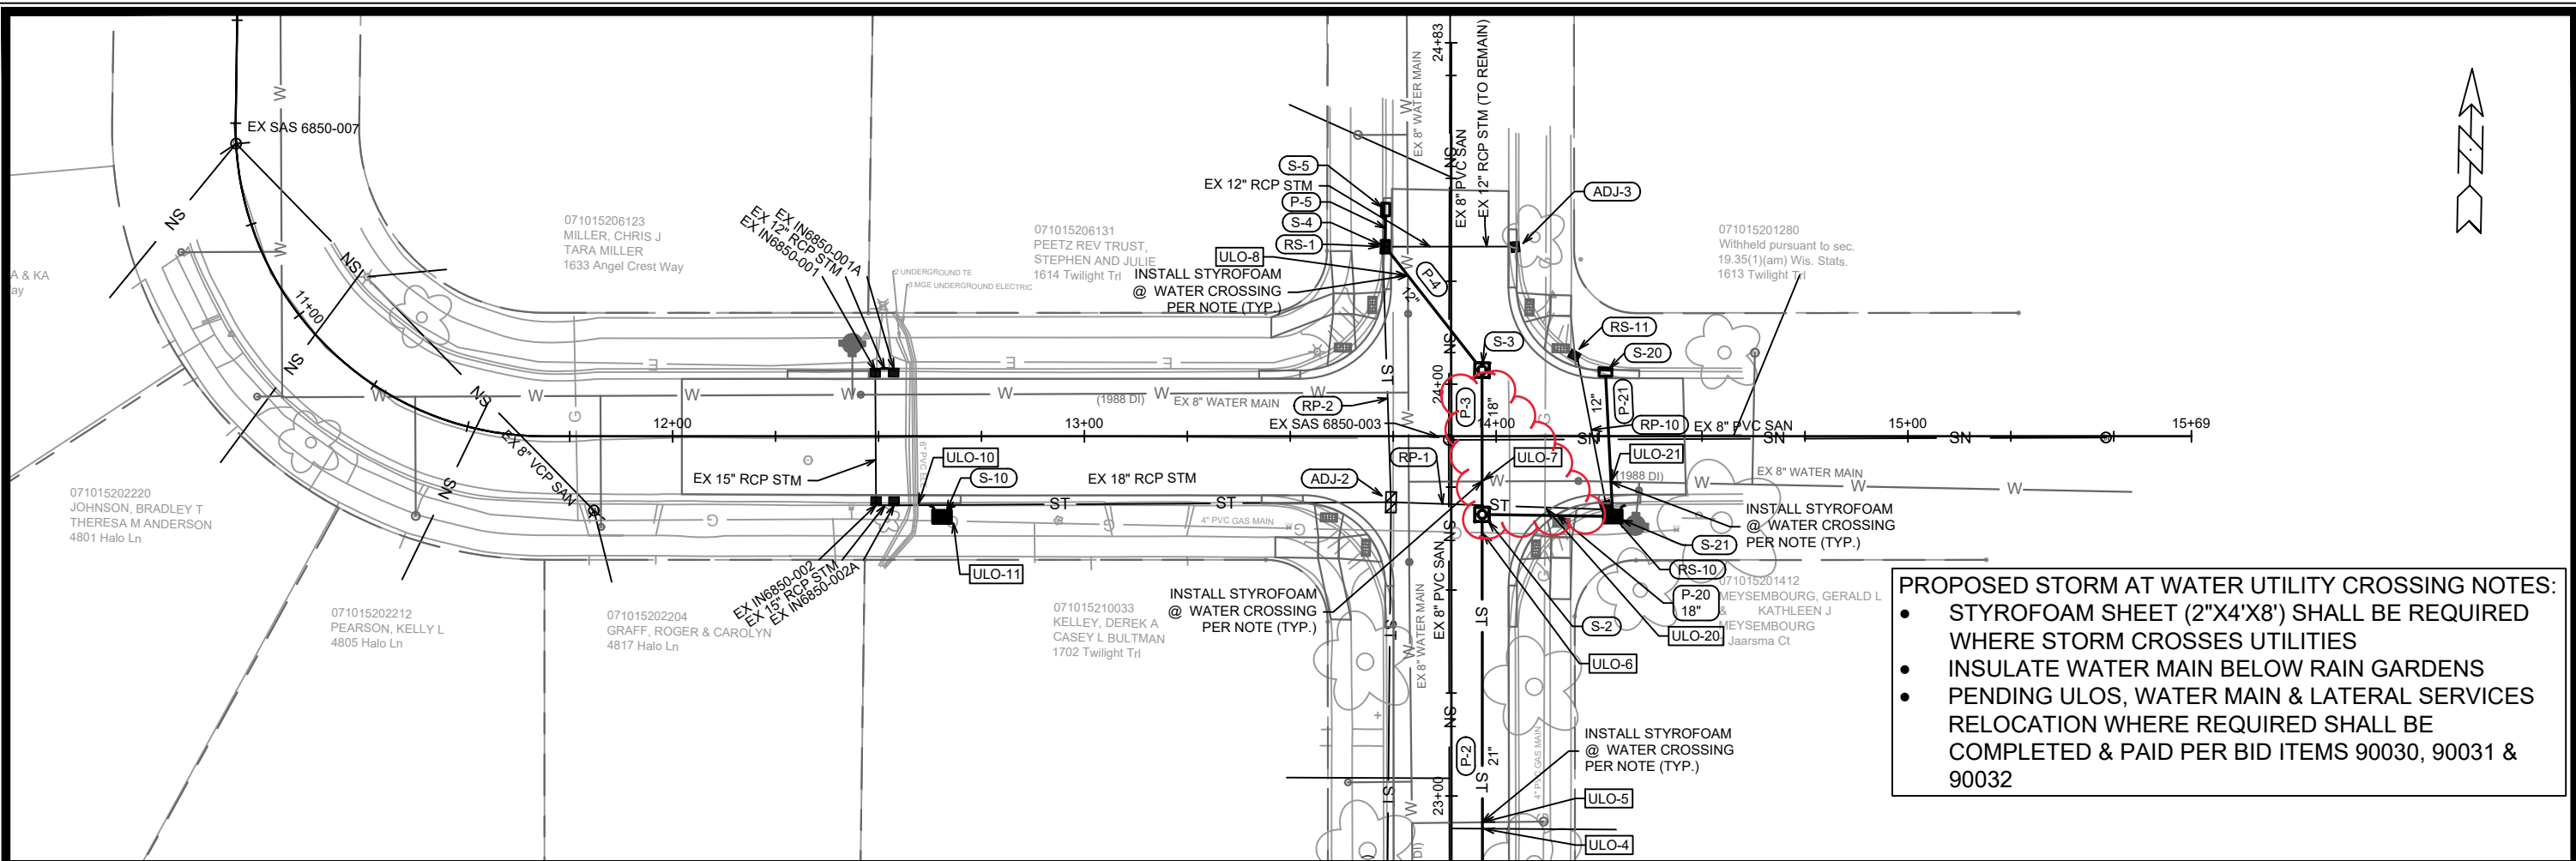 24+83
EX 8" WATER MAIN
EX 8" PVC SAN
EX 12" RCP STM (TO REMAIN)
EX SAS 6850-007
S-5
EX 12" RCP STM
P-5
S-4
RS-1
ULO-8
ADJ-3
INSTALL STYROFOAM
@ WATER CROSSING
PER NOTE (TYP.)
P-4
12"
071015206123
MILLER, CHRIS J
TARA MILLER
1633 Angel Crest Way
EX IN6850-001A
EX 12" RCP STM
EX IN6850-001
071015206131
PEETZ REV TRUST,
STEPHEN AND JULIE
1614 Twilight Trl
2 UNDERGROUND TE
3 MGE UNDERGROUND ELECTRIC
071015201280
Withheld pursuant to sec.
19.35(1)(am) Wis. Stats.
1613 Twilight Trl
A & KA
ay
11+00
RS-11
S-3
S-20
24+00
P-3
18"
12"
P-21
(1988 DI)
EX 8" WATER MAIN
RP-2
EX SAS 6850-003
12+00
13+00
14+00
RP-10
EX 8" PVC SAN
15+00
15+69
EX 8" VCP SAN
EX 15" RCP STM
ULO-10
S-10
EX 18" RCP STM
RP-1
ADJ-2
ULO-7
ULO-21
(1988 DI)
EX 8" WATER MAIN
4" PVC GAS MAIN
INSTALL STYROFOAM
@ WATER CROSSING
PER NOTE (TYP.)
S-21
RS-10
P-20
18"
ULO-11
EX IN6850-002
EX 15" RCP STM
EX IN6850-002A
071015202220
JOHNSON, BRADLEY T
THERESA M ANDERSON
4801 Halo Ln
071015202212
PEARSON, KELLY L
4805 Halo Ln
071015202204
GRAFF, ROGER & CAROLYN
4817 Halo Ln
071015210033
KELLEY, DEREK A
CASEY L BULTMAN
1702 Twilight Trl
INSTALL STYROFOAM
@ WATER CROSSING
PER NOTE (TYP.)
EX 8" WATER MAIN
EX 8" PVC SAN
S-2
ULO-20
ULO-6
071015201412
MEYSEMBOURG, GERALD L
& KATHLEEN J
MEYSEMBOURG
Jaarsma Ct
P-2
21"
23+00
4" PVC GAS MAIN
INSTALL STYROFOAM
@ WATER CROSSING
PER NOTE (TYP.)
ULO-5
ULO-4
PROPOSED STORM AT WATER UTILITY CROSSING NOTES:
• STYROFOAM SHEET (2"X4'X8') SHALL BE REQUIRED
WHERE STORM CROSSES UTILITIES
• INSULATE WATER MAIN BELOW RAIN GARDENS
• PENDING ULOS, WATER MAIN & LATERAL SERVICES
RELOCATION WHERE REQUIRED SHALL BE
COMPLETED & PAID PER BID ITEMS 90030, 90031 &
90032